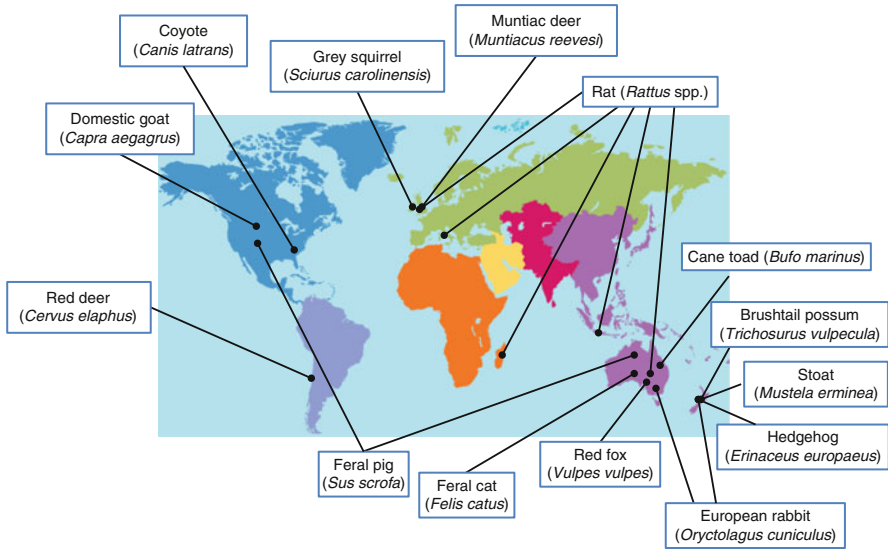 Muntiac deer
(Muntiacus reevesi)
Coyote
(Canis latrans)
Grey squirrel
(Sciurus carolinensis)
Rat (Rattus spp.)
Domestic goat
(Capra aegagrus)
Cane toad (Bufo marinus)
Red deer
(Cervus elaphus)
Brushtail possum
(Trichosurus vulpecula)
Stoat
(Mustela erminea)
Hedgehog
(Erinaceus europaeus)
Red fox
(Vulpes vulpes)
Feral pig
(Sus scrofa)
Feral cat
(Felis catus)
European rabbit
(Oryctolagus cuniculus)